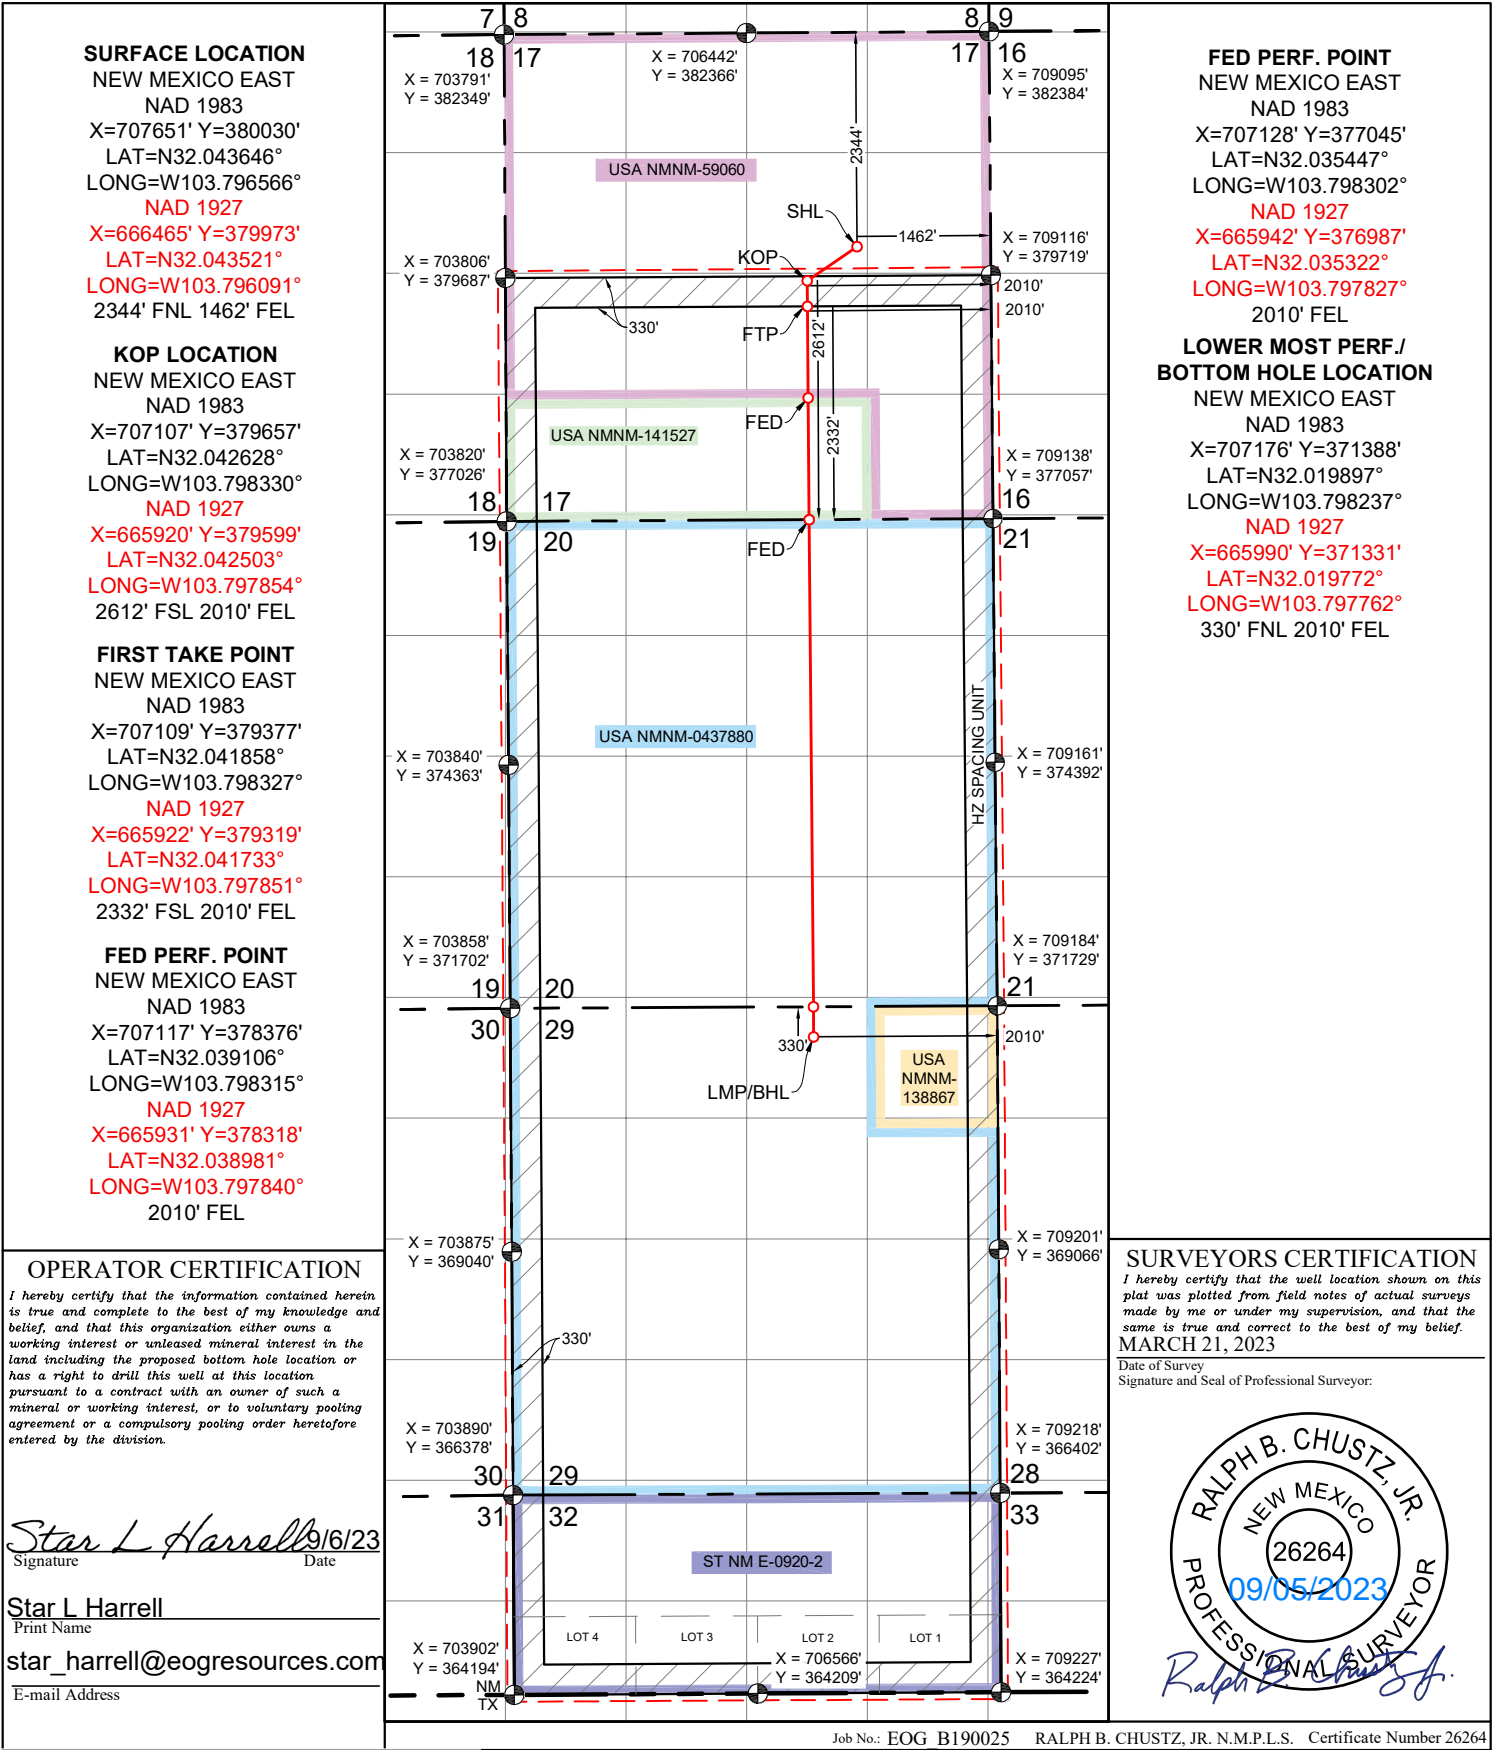 SURFACE LOCATION
NEW MEXICO EAST
NAD 1983
X=707651' Y=380030'
LAT=N32.043646°
LONG=W103.796566°
NAD 1927
X=666465' Y=379973'
LAT=N32.043521°
LONG=W103.796091°
2344' FNL 1462' FEL
KOP LOCATION
NEW MEXICO EAST
NAD 1983
X=707107' Y=379657'
LAT=N32.042628°
LONG=W103.798330°
NAD 1927
X=665920' Y=379599'
LAT=N32.042503°
LONG=W103.797854°
2612' FSL 2010' FEL
FIRST TAKE POINT
NEW MEXICO EAST
NAD 1983
X=707109' Y=379377'
LAT=N32.041858°
LONG=W103.798327°
NAD 1927
X=665922' Y=379319'
LAT=N32.041733°
LONG=W103.797851°
2332' FSL 2010' FEL
FED PERF. POINT
NEW MEXICO EAST
NAD 1983
X=707117' Y=378376'
LAT=N32.039106°
LONG=W103.798315°
NAD 1927
X=665931' Y=378318'
LAT=N32.038981°
LONG=W103.797840°
2010' FEL
OPERATOR CERTIFICATION
I hereby certify that the information contained herein
is true and complete to the best of my knowledge and
belief, and that this organization either owns a
working interest or unleased mineral interest in the
land including the proposed bottom hole location or
has a right to drill this well at this location
pursuant to a contract with an owner of such a
mineral or working interest, or to voluntary pooling
agreement or a compulsory pooling order heretofore
entered by the division.
Star L Harrell 9/6/23
Signature Date
Star L Harrell
Print Name
star_harrell@eogresources.com
E-mail Address
7 8
8 9
18 17
17 16
X = 703791'
Y = 382349'
X = 706442'
Y = 382366'
X = 709095'
Y = 382384'
2344'
USA NMNM-59060
SHL
1462'
KOP
X = 703806'
Y = 379687'
X = 709116'
Y = 379719'
2010'
2010'
330'
FTP
2612'
2332'
FED
USA NMNM-141527
X = 703820'
Y = 377026'
X = 709138'
Y = 377057'
18 17
16
19 20
21
FED
HZ SPACING UNIT
USA NMNM-0437880
X = 703840'
Y = 374363'
X = 709161'
Y = 374392'
X = 703858'
Y = 371702'
X = 709184'
Y = 371729'
19 20
21
30 29
330'
2010'
LMP/BHL
USA
NMNM-
138867
X = 703875'
Y = 369040'
X = 709201'
Y = 369066'
330'
X = 703890'
Y = 366378'
X = 709218'
Y = 366402'
30 29
28
31 32
33
ST NM E-0920-2
LOT 4 LOT 3 LOT 2 LOT 1
X = 703902'
Y = 364194'
X = 706566'
Y = 364209'
X = 709227'
Y = 364224'
NM
TX
FED PERF. POINT
NEW MEXICO EAST
NAD 1983
X=707128' Y=377045'
LAT=N32.035447°
LONG=W103.798302°
NAD 1927
X=665942' Y=376987'
LAT=N32.035322°
LONG=W103.797827°
2010' FEL
LOWER MOST PERF./
BOTTOM HOLE LOCATION
NEW MEXICO EAST
NAD 1983
X=707176' Y=371388'
LAT=N32.019897°
LONG=W103.798237°
NAD 1927
X=665990' Y=371331'
LAT=N32.019772°
LONG=W103.797762°
330' FNL 2010' FEL
SURVEYORS CERTIFICATION
I hereby certify that the well location shown on this
plat was plotted from field notes of actual surveys
made by me or under my supervision, and that the
same is true and correct to the best of my belief.
MARCH 21, 2023
Date of Survey
Signature and Seal of Professional Surveyor:
RALPH B. CHUSTZ, JR.
NEW MEXICO
26264
09/05/2023
PROFESSIONAL SURVEYOR
Ralph B. Chustz Jr.
Job No.: EOG_B190025 RALPH B. CHUSTZ, JR. N.M.P.L.S. Certificate Number 26264